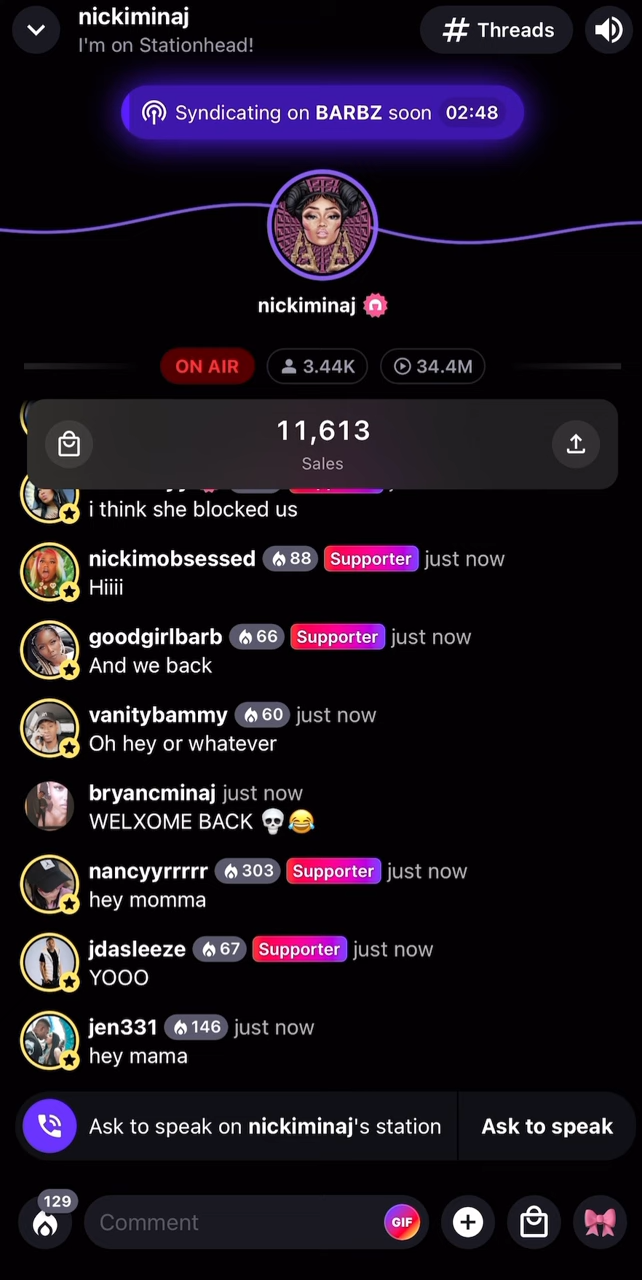 nickiminaj
I'm on Stationhead!
# Threads
Syndicating on BARBZ soon 02:48
nickiminaj
ON AIR 3.44K 34.4M
11,613
Sales
i think she blocked us
nickimobsessed 88 Supporter just now
Hiiii
goodgirlbarb 66 Supporter just now
And we back
vanitybammy 60 just now
Oh hey or whatever
bryancminaj just now
WELXOME BACK 💀😂
nancyyrrrrr 303 Supporter just now
hey momma
jdasleeze 67 Supporter just now
YOOO
jen331 146 just now
hey mama
Ask to speak on nickiminaj's station Ask to speak
129
Comment GIF